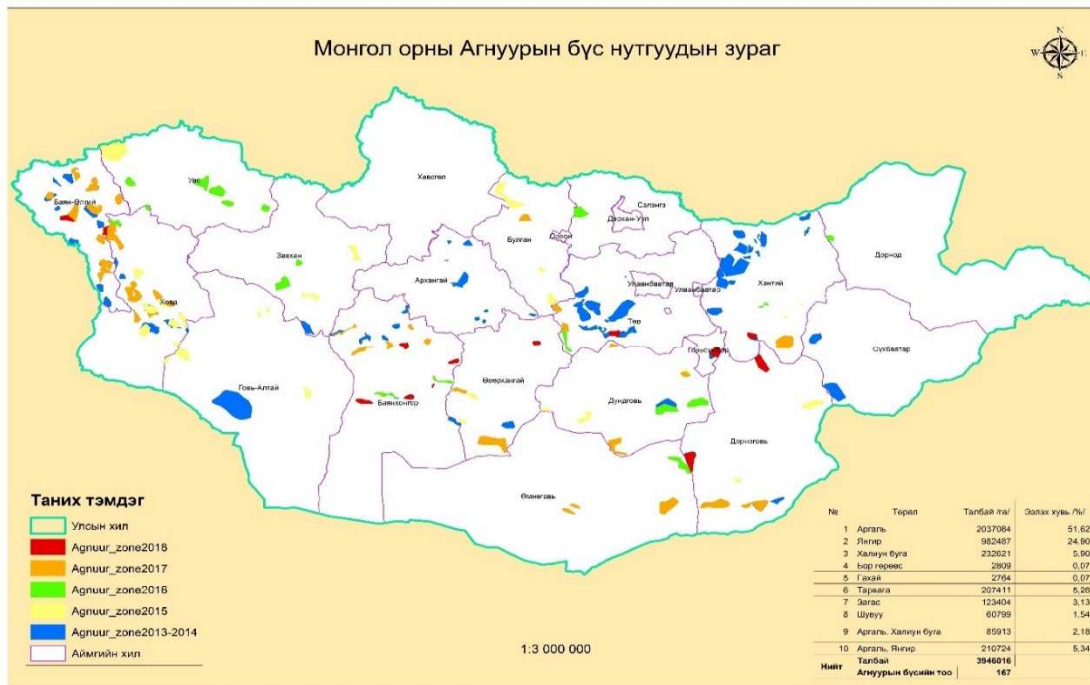 Монгол орны Агнуурын бүс нутгуудын зураг
N
W E
S
Увс
Баян-Өлгий
Ховд
Завхан
Хөвсгөл
Булган
Орхон
Сэлэнгэ
Дархан-Уул
Архангай
Улаанбаатар
Улаанбаатар
Төв
Хэнтий
Дорнод
Сүхбаатар
Говь-Алтай
Баянхонгор
Өвөрхангай
Дундговь
Дорноговь
Өмнөговь
Таних тэмдэг
Улсын хил
Agnuur_zone2018
Agnuur_zone2017
Agnuur_zone2016
Agnuur_zone2015
Agnuur_zone2013-2014
Аймгийн хил
1:3 000 000
№ Төрөл Талбай /га/ Эзлэх хувь /%/
1 Аргаль 2037084 51,62
2 Янгир 982487 24,90
3 Халиун буга 232621 5,90
4 Бор гөрөөс 2809 0,07
5 Гахай 2764 0,07
6 Тарвага 207411 5,26
7 Загас 123404 3,13
8 Шувуу 60799 1,54
9 Аргаль, Халиун буга 85913 2,18
10 Аргаль, Янгир 210724 5,34
Нийт Талбай 3946016
Агнуурын бүсийн тоо 167